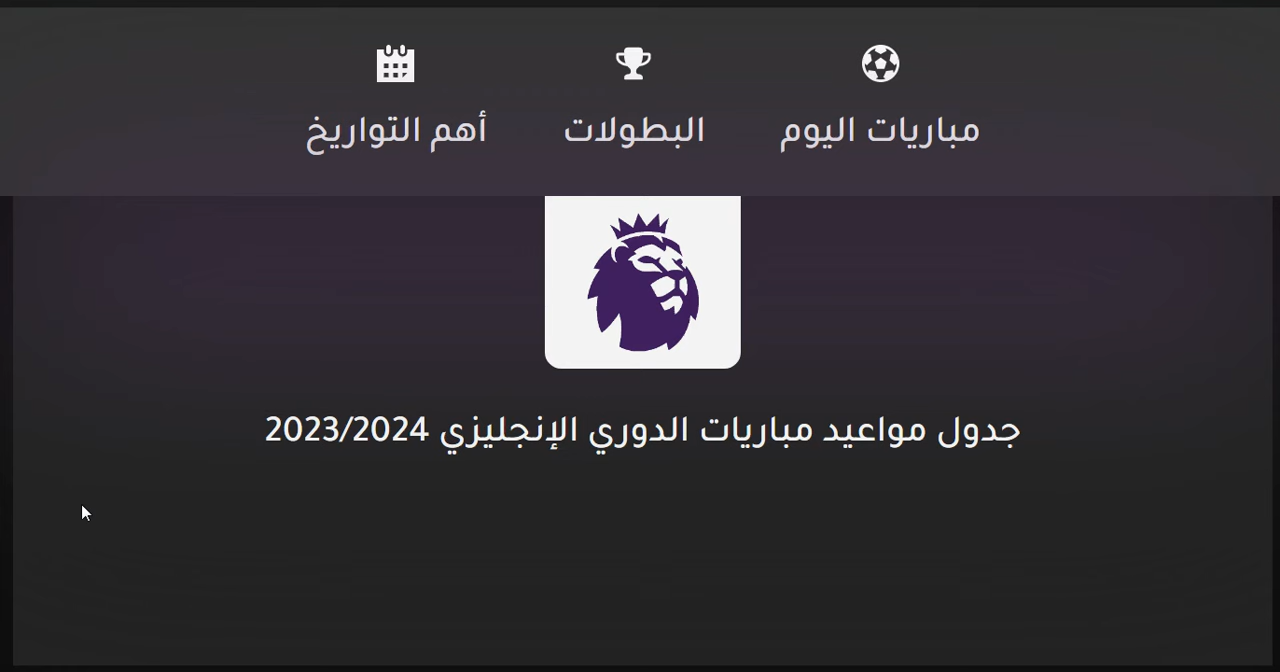 مباريات اليوم
البطولات
أهم التواريخ
جدول مواعيد مباريات الدوري الإنجليزي 2023/2024